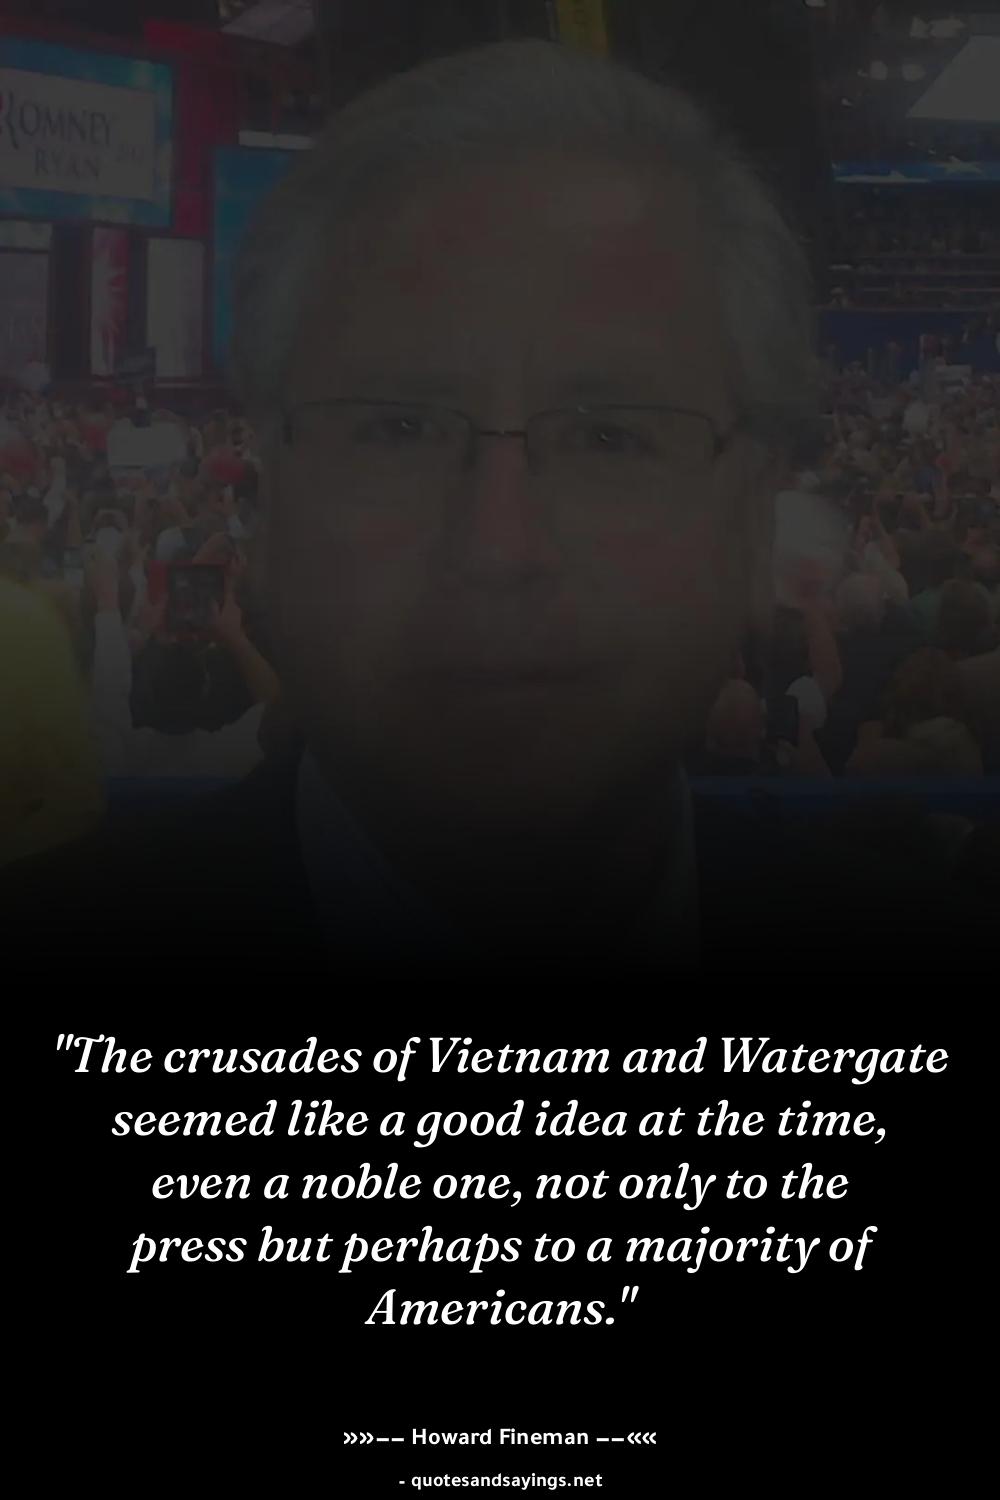 ROMNEY
RYAN
"The crusades of Vietnam and Watergate
seemed like a good idea at the time,
even a noble one, not only to the
press but perhaps to a majority of
Americans."
»»–– Howard Fineman ––««
- quotesandsayings.net